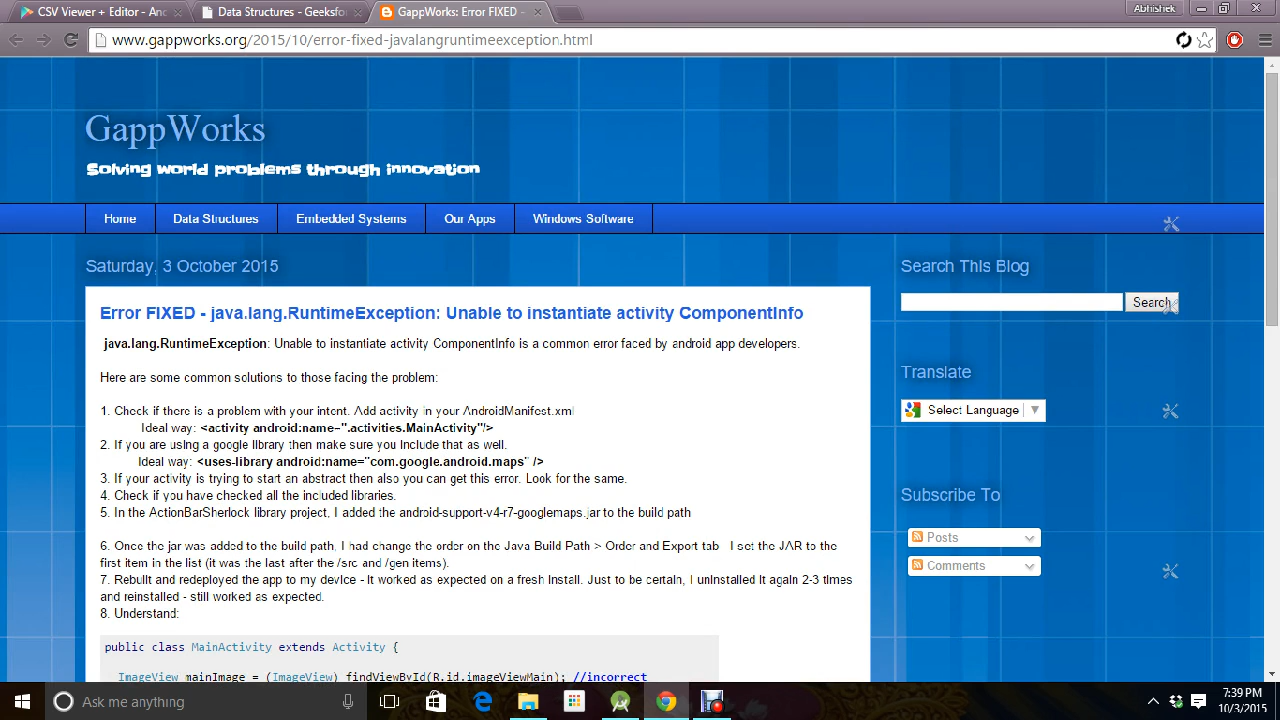 CSV Viewer + Editor - And
Data Structures - Geeksfor
GappWorks: Error FIXED -
Abhishek
www.gappworks.org/2015/10/error-fixed-javalangruntimeexception.html
GappWorks
Solving world problems through innovation
Home
Data Structures
Embedded Systems
Our Apps
Windows Software
Saturday, 3 October 2015
Error FIXED - java.lang.RuntimeException: Unable to instantiate activity ComponentInfo
java.lang.RuntimeException: Unable to instantiate activity ComponentInfo is a common error faced by android app developers.
Here are some common solutions to those facing the problem:
1. Check if there is a problem with your intent. Add activity in your AndroidManifest.xml
Ideal way: <activity android:name=".activities.MainActivity"/>
2. If you are using a google library then make sure you include that as well.
Ideal way: <uses-library android:name="com.google.android.maps" />
3. If your activity is trying to start an abstract then also you can get this error. Look for the same.
4. Check if you have checked all the included libraries.
5. In the ActionBarSherlock library project, I added the android-support-v4-r7-googlemaps.jar to the build path
6. Once the jar was added to the build path, I had change the order on the Java Build Path > Order and Export tab - I set the JAR to the
first item in the list (it was the last after the /src and /gen items).
7. Rebuilt and redeployed the app to my device - it worked as expected on a fresh install. Just to be certain, I uninstalled it again 2-3 times
and reinstalled - still worked as expected.
8. Understand:
public class MainActivity extends Activity {
ImageView mainImage = (ImageView) findViewById(R.id.imageViewMain); //incorrect
Search This Blog
Search
Translate
Select Language
Subscribe To
Posts
Comments
Ask me anything
7:39 PM
10/3/2015